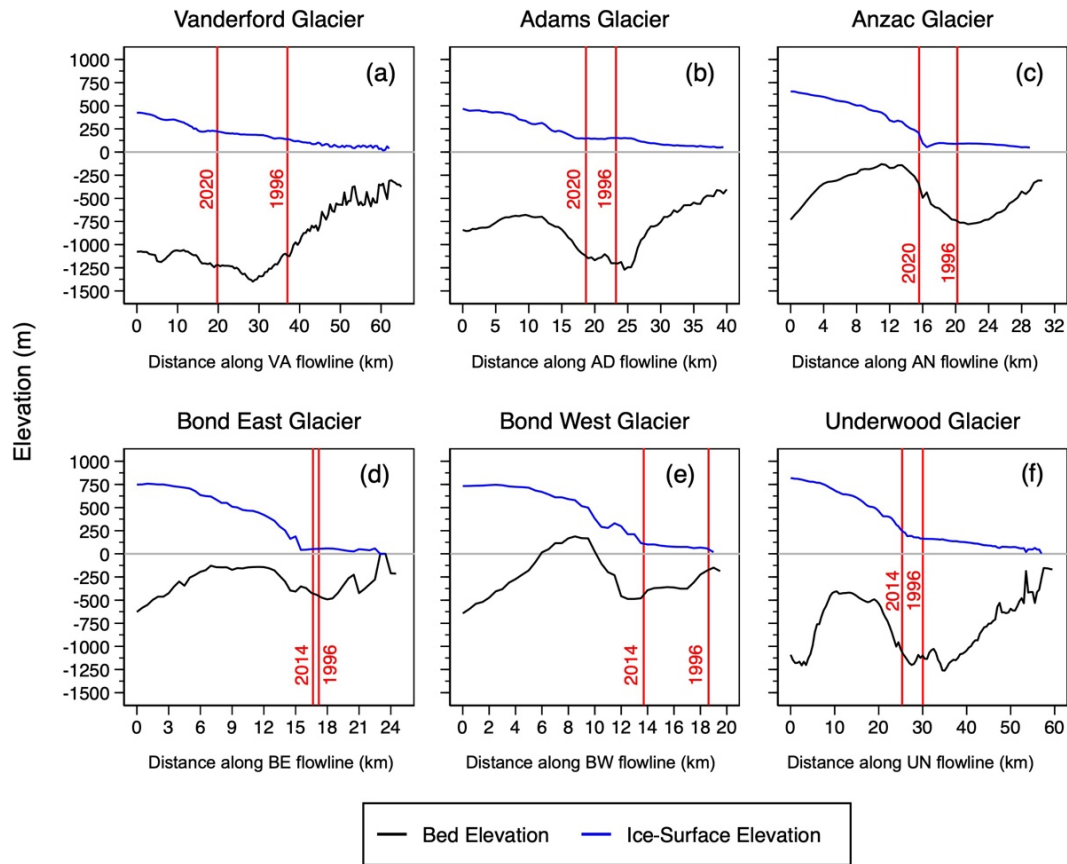 Vanderford Glacier
Adams Glacier
Anzac Glacier
Elevation (m)
1000
750
500
250
0
-250
-500
-750
-1000
-1250
-1500
(a)
2020
1996
0 10 20 30 40 50 60
Distance along VA flowline (km)
(b)
2020
1996
0 5 10 15 20 25 30 35 40
Distance along AD flowline (km)
(c)
2020
1996
0 4 8 12 16 20 24 28 32
Distance along AN flowline (km)
Bond East Glacier
Bond West Glacier
Underwood Glacier
1000
750
500
250
0
-250
-500
-750
-1000
-1250
-1500
(d)
2014
1996
0 3 6 9 12 15 18 21 24
Distance along BE flowline (km)
(e)
2014
1996
0 2 4 6 8 10 12 14 16 18 20
Distance along BW flowline (km)
(f)
2014
1996
0 10 20 30 40 50 60
Distance along UN flowline (km)
Bed Elevation
Ice-Surface Elevation